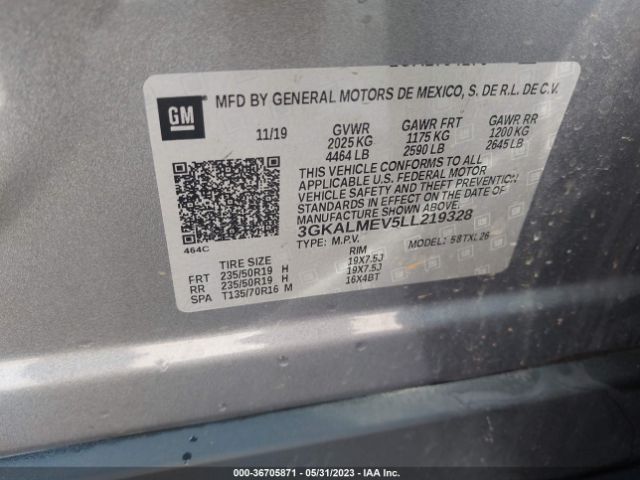 GM
MFD BY GENERAL MOTORS DE MEXICO, S. DE R.L. DE C.V.
11/19 GVWR GAWR FRT GAWR RR
2025 KG 1175 KG 1200 KG
4464 LB 2590 LB 2645 LB
THIS VEHICLE CONFORMS TO ALL
APPLICABLE U.S. FEDERAL MOTOR
VEHICLE SAFETY AND THEFT PREVENTION
STANDARDS IN EFFECT ON THE DATE OF
MANUFACTURE SHOWN ABOVE.
3GKALMEV5LL219328
TYPE: M.P.V. MODEL: 58TXL26
464C
TIRE SIZE RIM
FRT 235/50R19 H 19X7.5J
RR 235/50R19 H 19X7.5J
SPA T135/70R16 M 16X4BT
000-36705871 / 05/31/2023 - IAA Inc.